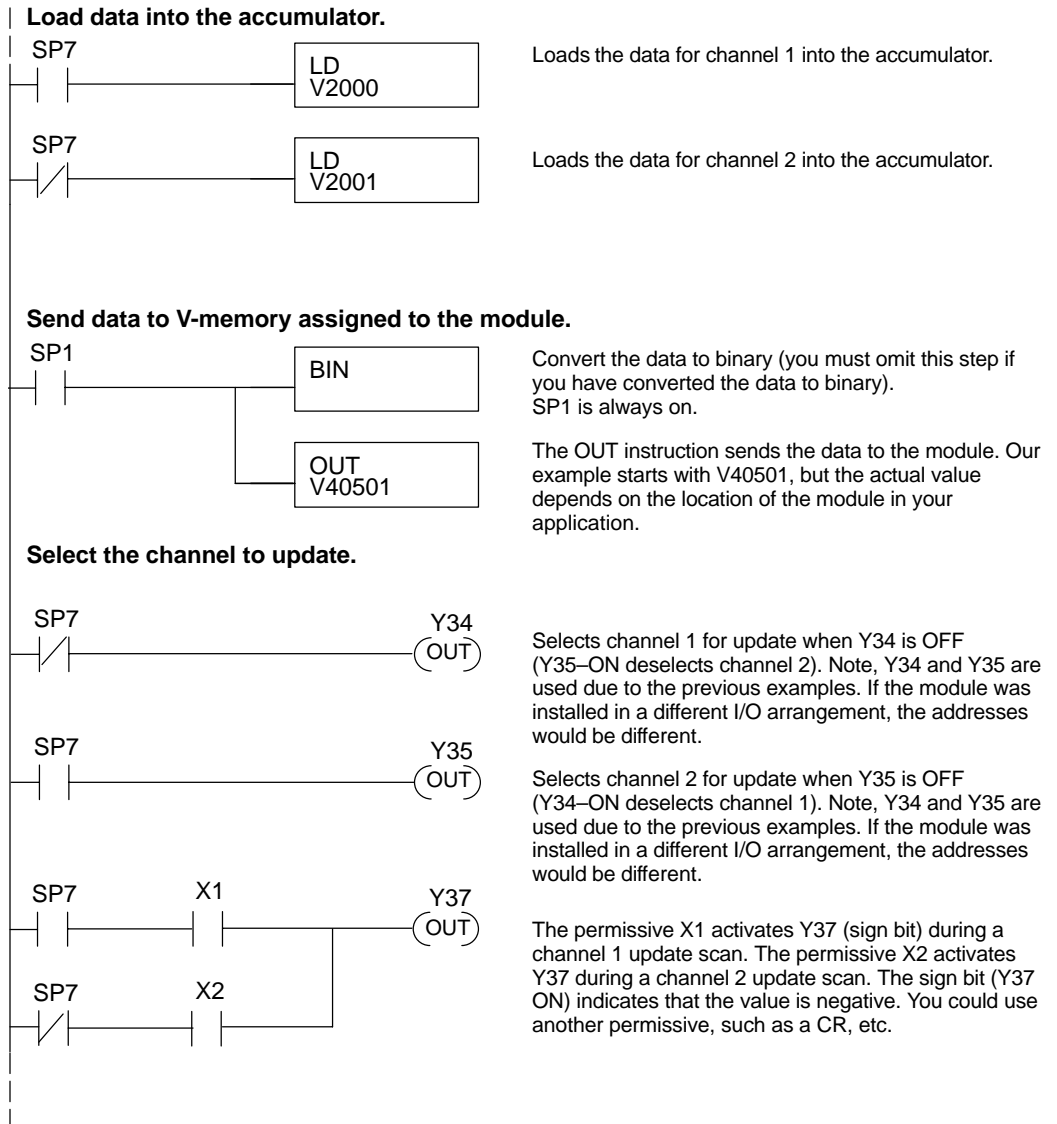 Load data into the accumulator.
SP7
LD
V2000
Loads the data for channel 1 into the accumulator.
SP7
LD
V2001
Loads the data for channel 2 into the accumulator.
Send data to V-memory assigned to the module.
SP1
BIN
Convert the data to binary (you must omit this step if
you have converted the data to binary).
SP1 is always on.
OUT
V40501
The OUT instruction sends the data to the module. Our
example starts with V40501, but the actual value
depends on the location of the module in your
application.
Select the channel to update.
SP7
Y34
OUT
Selects channel 1 for update when Y34 is OFF
(Y35–ON deselects channel 2). Note, Y34 and Y35 are
used due to the previous examples. If the module was
installed in a different I/O arrangement, the addresses
would be different.
SP7
Y35
OUT
Selects channel 2 for update when Y35 is OFF
(Y34–ON deselects channel 1). Note, Y34 and Y35 are
used due to the previous examples. If the module was
installed in a different I/O arrangement, the addresses
would be different.
SP7
X1
Y37
OUT
The permissive X1 activates Y37 (sign bit) during a
channel 1 update scan. The permissive X2 activates
Y37 during a channel 2 update scan. The sign bit (Y37
ON) indicates that the value is negative. You could use
another permissive, such as a CR, etc.
SP7
X2